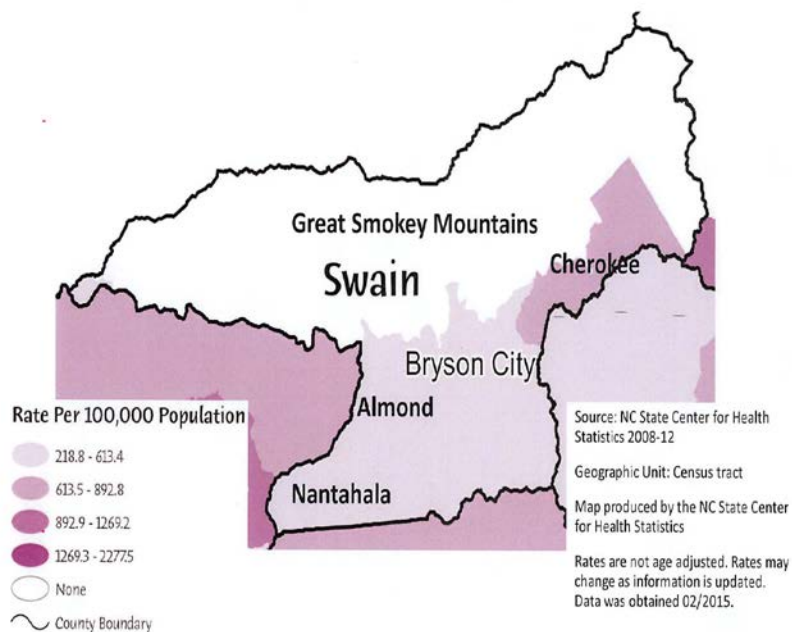 Great Smokey Mountains
Swain
Cherokee
Bryson City
Almond
Nantahala
Rate Per 100,000 Population
218.8 - 613.4
613.5 - 892.8
892.9 - 1269.2
1269.3 - 2277.5
None
County Boundary
Source: NC State Center for Health
Statistics 2008-12
Geographic Unit: Census tract
Map produced by the NC State Center
for Health Statistics
Rates are not age adjusted. Rates may
change as information is updated.
Data was obtained 02/2015.